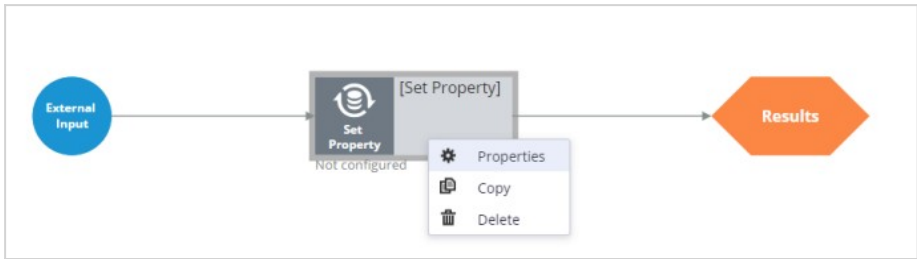 External
Input
Set
Property
[Set Property]
Not configured
Properties
Copy
Delete
Results